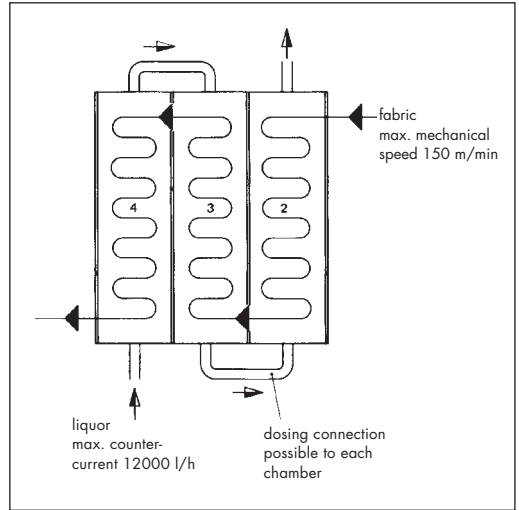 fabric
max. mechanical
speed 150 m/min
4
3
2
liquor
max. counter-
current 12000 l/h
dosing connection
possible to each
chamber